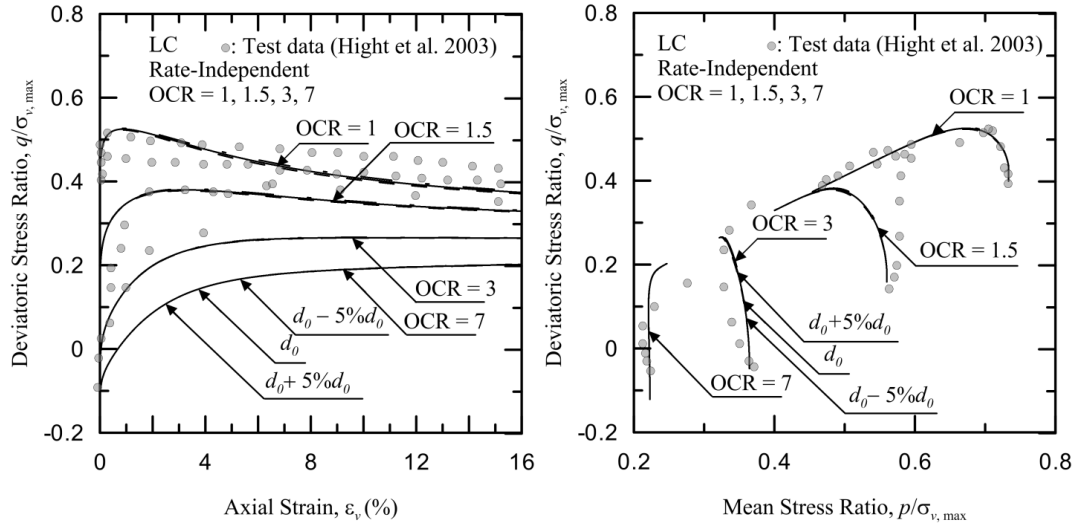 0.8
0.6
0.4
0.2
0
-0.2
Deviatoric Stress Ratio, q/σv, max
LC : Test data (Hight et al. 2003)
Rate-Independent
OCR = 1, 1.5, 3, 7
OCR = 1
OCR = 1.5
OCR = 3
OCR = 7
d0 – 5%d0
d0
d0+ 5%d0
0 4 8 12 16
Axial Strain, εv (%)
0.8
0.6
0.4
0.2
0
-0.2
Deviatoric Stress Ratio, q/σv, max
LC : Test data (Hight et al. 2003)
Rate-Independent
OCR = 1, 1.5, 3, 7
OCR = 1
OCR = 3
OCR = 1.5
d0+5%d0
d0
OCR = 7
d0– 5%d0
0.2 0.4 0.6 0.8
Mean Stress Ratio, p/σv, max